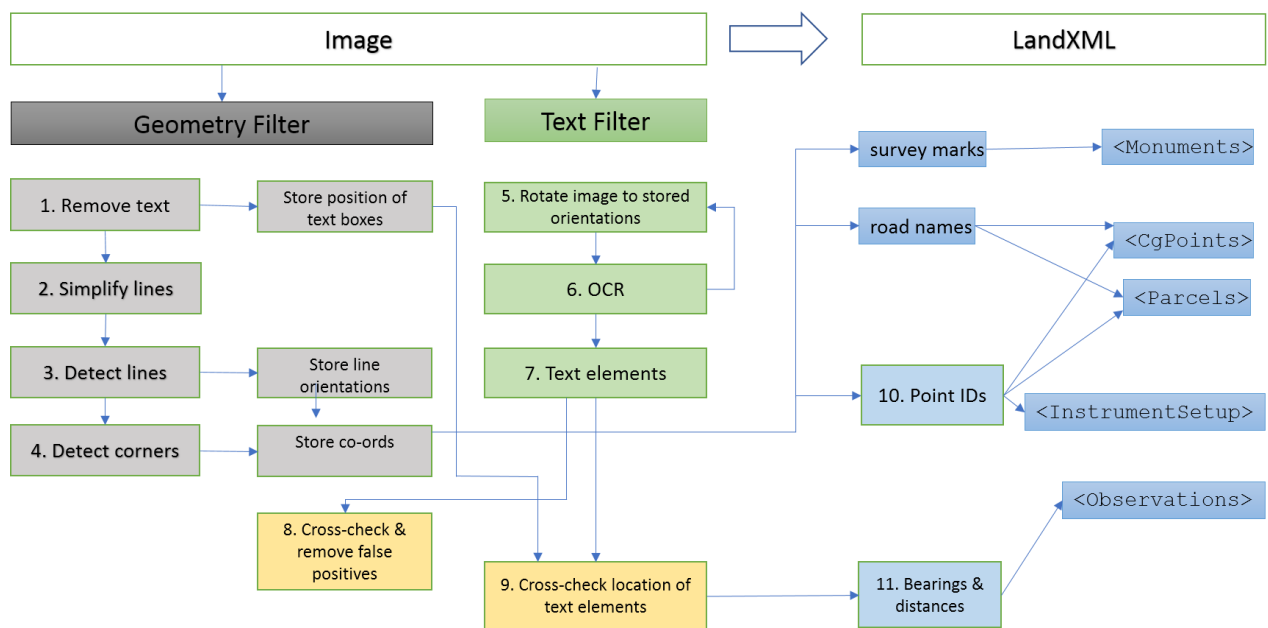 Image
LandXML
Geometry Filter
Text Filter
survey marks
<Monuments>
1. Remove text
Store position of
text boxes
5. Rotate image to stored
orientations
road names
<CgPoints>
2. Simplify lines
6. OCR
<Parcels>
3. Detect lines
Store line
orientations
7. Text elements
10. Point IDs
<InstrumentSetup>
4. Detect corners
Store co-ords
<Observations>
8. Cross-check &
remove false
positives
9. Cross-check location of
text elements
11. Bearings &
distances